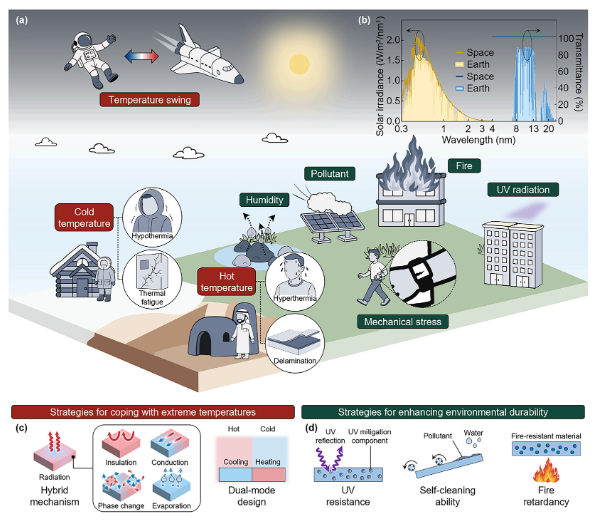 (a)
Temperature swing
(b)
Solar irradiance (W/m²/nm¹)
2.0
1.5
1.0
0.5
0.0
0.3
1
2
3
4
8
13
20
Wavelength (nm)
100
80
60
40
20
0
Transmittance (%)
Space
Earth
Space
Earth
Cold
temperature
Hypothermia
Thermal
fatigue
Humidity
Pollutant
Fire
UV radiation
Hot
temperature
Hyperthermia
Delamination
Mechanical stress
Strategies for coping with extreme temperatures
(c)
Radiation
Hybrid
mechanism
Insulation
Conduction
Phase change
Evaporation
Hot
Cold
Cooling
Heating
Dual-mode
design
Strategies for enhancing environmental durability
(d)
UV
reflection
UV mitigation
component
UV
resistance
Pollutant
Water
Self-cleaning
ability
Fire-resistant material
Fire
retardancy